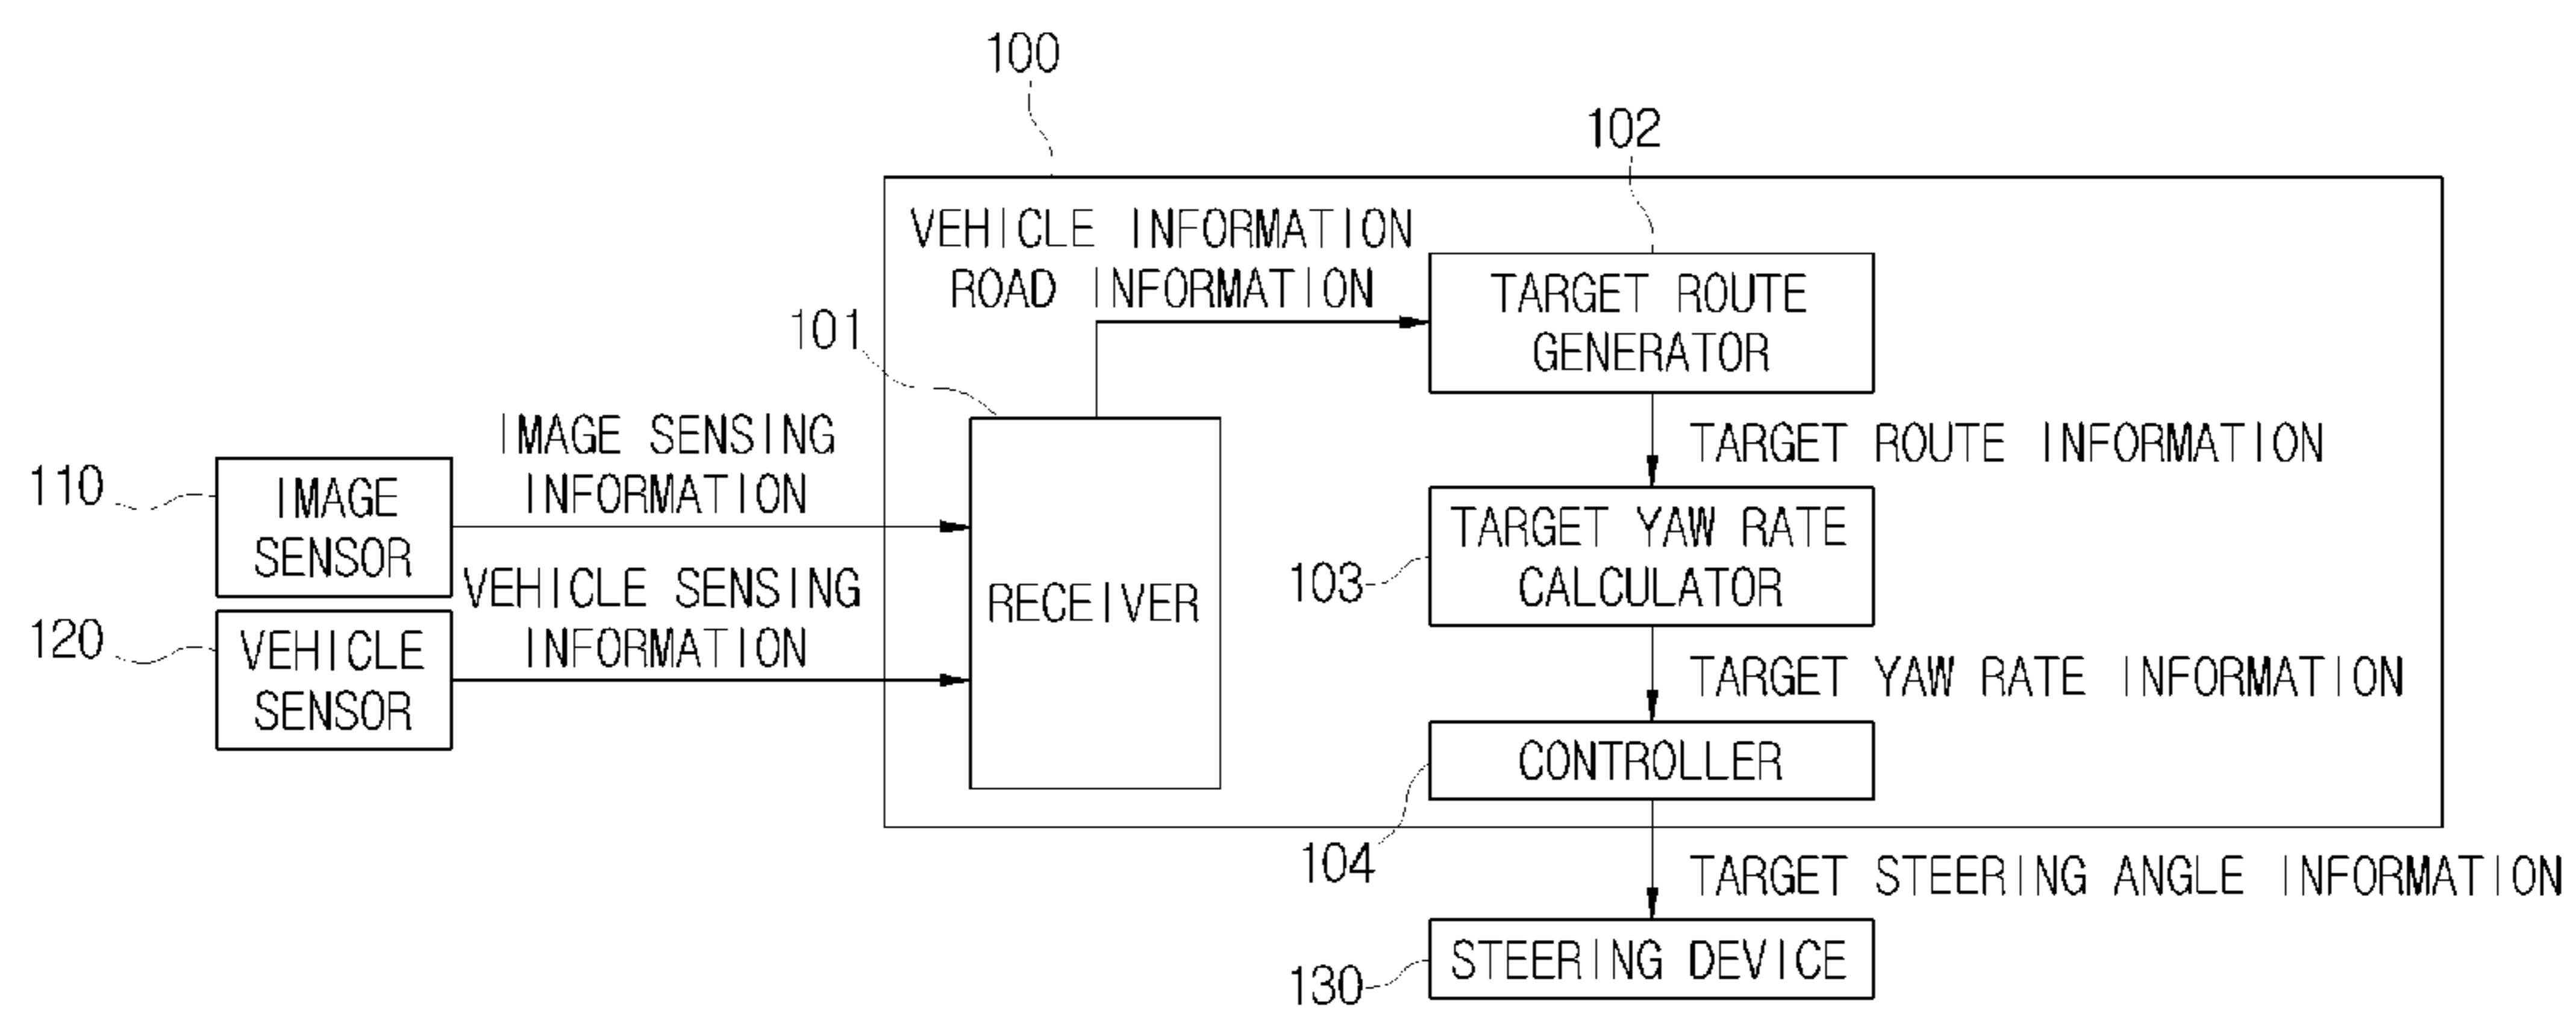 100
102
VEHICLE INFORMATION
ROAD INFORMATION
TARGET ROUTE
GENERATOR
101
IMAGE SENSING
INFORMATION
TARGET ROUTE INFORMATION
110
IMAGE
SENSOR
TARGET YAW RATE
CALCULATOR
103
VEHICLE SENSING
INFORMATION
RECEIVER
120
VEHICLE
SENSOR
TARGET YAW RATE INFORMATION
CONTROLLER
104
TARGET STEERING ANGLE INFORMATION
STEERING DEVICE
130